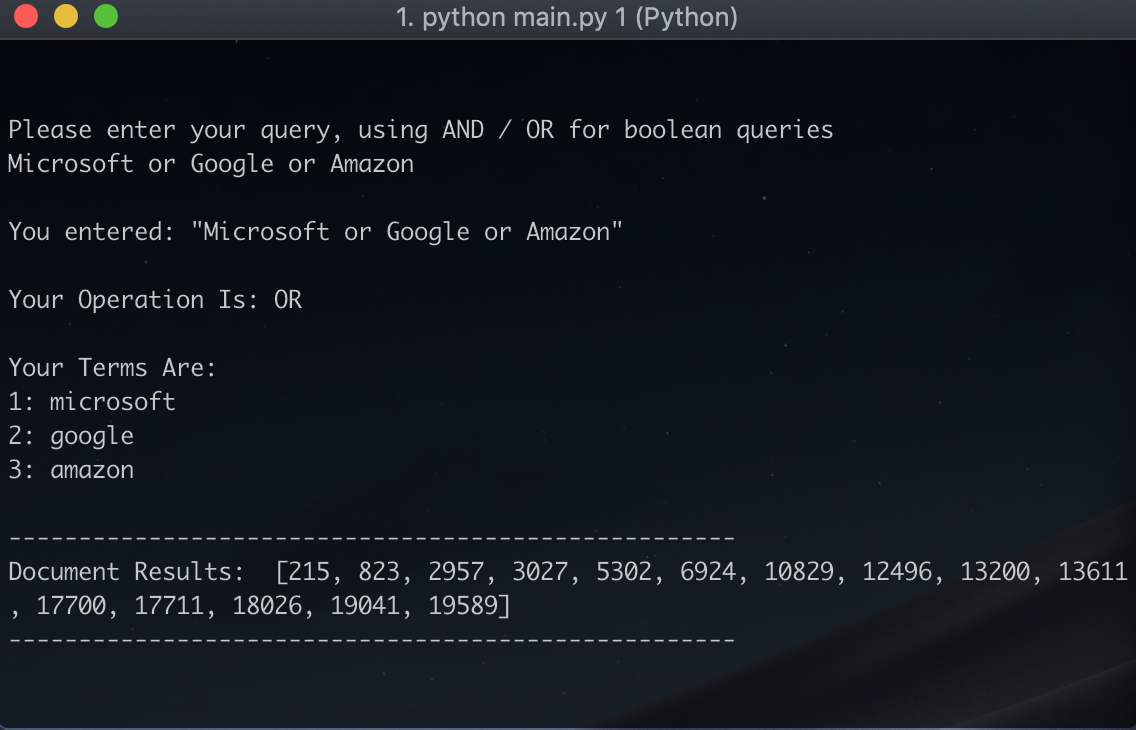 1. python main.py 1 (Python)
Please enter your query, using AND / OR for boolean queries
Microsoft or Google or Amazon
You entered: "Microsoft or Google or Amazon"
Your Operation Is: OR
Your Terms Are:
1: microsoft
2: google
3: amazon
----------------------------------------------------
Document Results:  [215, 823, 2957, 3027, 5302, 6924, 10829, 12496, 13200, 13611
, 17700, 17711, 18026, 19041, 19589]
----------------------------------------------------